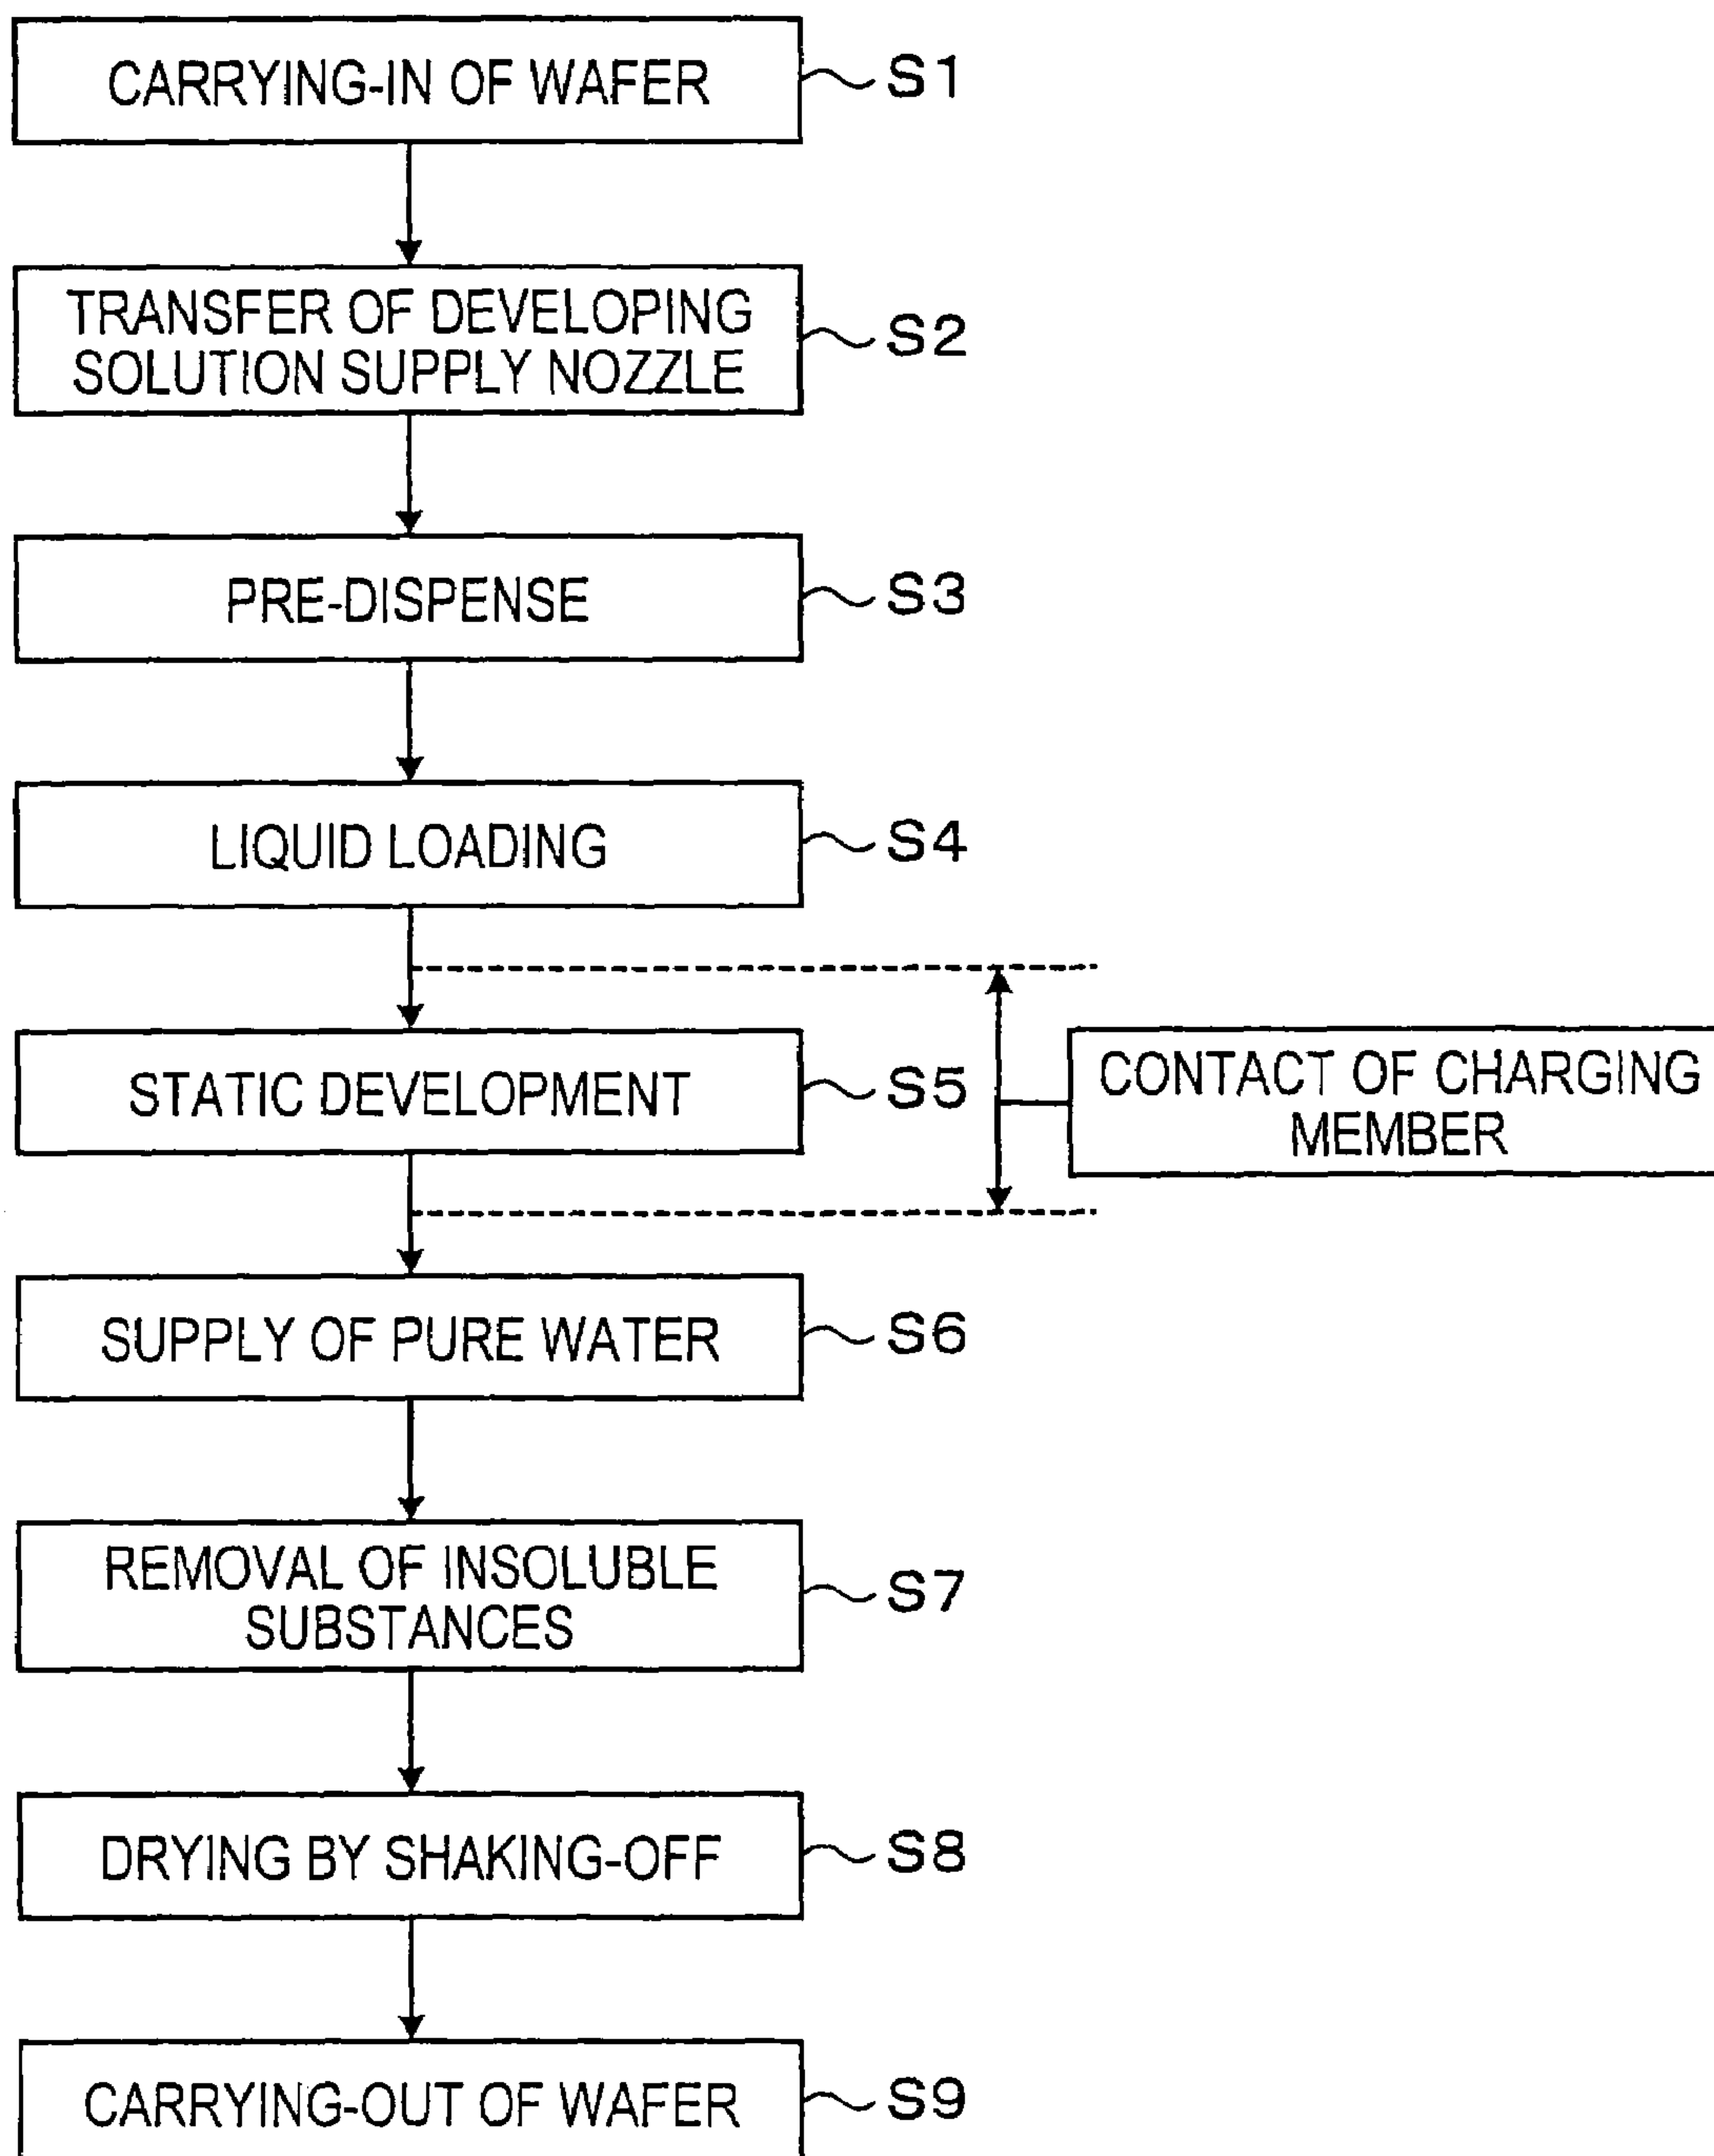 CARRYING-IN OF WAFER
S1
TRANSFER OF DEVELOPING
SOLUTION SUPPLY NOZZLE
S2
PRE-DISPENSE
S3
LIQUID LOADING
S4
STATIC DEVELOPMENT
S5
CONTACT OF CHARGING
MEMBER
SUPPLY OF PURE WATER
S6
REMOVAL OF INSOLUBLE
SUBSTANCES
S7
DRYING BY SHAKING-OFF
S8
CARRYING-OUT OF WAFER
S9